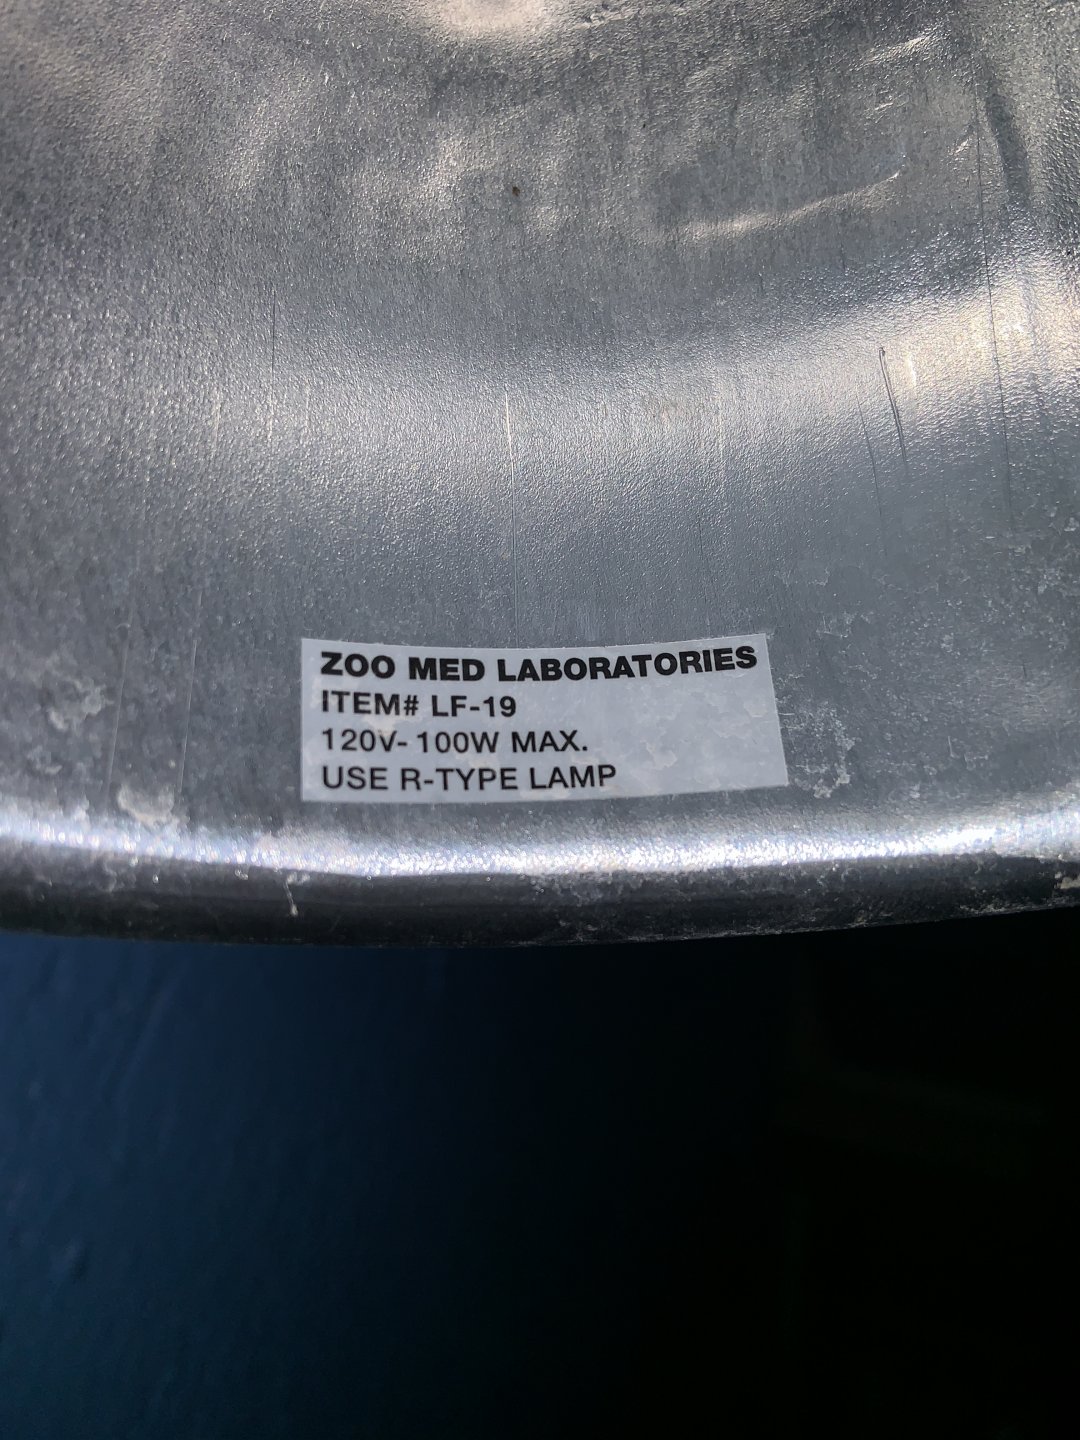 ZOO MED LABORATORIES
ITEM# LF-19
120V- 100W MAX.
USE R-TYPE LAMP